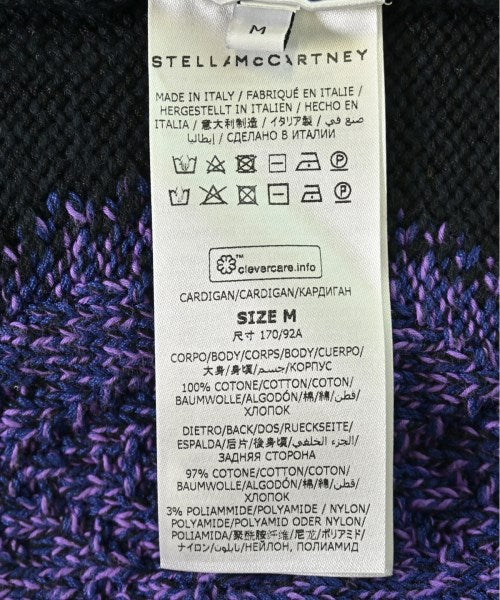 M
STELLA McCARTNEY
MADE IN ITALY / FABRIQUÉ EN ITALIE /
HERGESTELLT IN ITALIEN / HECHO EN
ITALIA / 意大利制造 / イタリア製 / صنع في
إيطاليا / СДЕЛАНО В ИТАЛИИ
clevercare.info
CARDIGAN/CARDIGAN/КАРДИГАН
SIZE M
尺寸 170/92A
CORPO/BODY/CORPS/BODY/CUERPO/
大身/身頃/جسم/КОРПУС
100% COTONE/COTTON/COTON/
BAUMWOLLE/ALGODÓN/棉/綿/قطن/
ХЛОПОК
DIETRO/BACK/DOS/RUECKSEITE/
ESPALDA/后片/後身頃/الجزء الخلفي/
ЗАДНЯЯ СТОРОНА
97% COTONE/COTTON/COTON/
BAUMWOLLE/ALGODÓN/棉/綿/قطن/
ХЛОПОК
3% POLIAMMIDE/POLYAMIDE / NYLON/
POLYAMIDE/POLYAMID ODER NYLON/
POLIAMIDA/聚酰胺纤维/尼龙/ポリアミド/
ナイロン/نايلون/НЕЙЛОН, ПОЛИАМИД